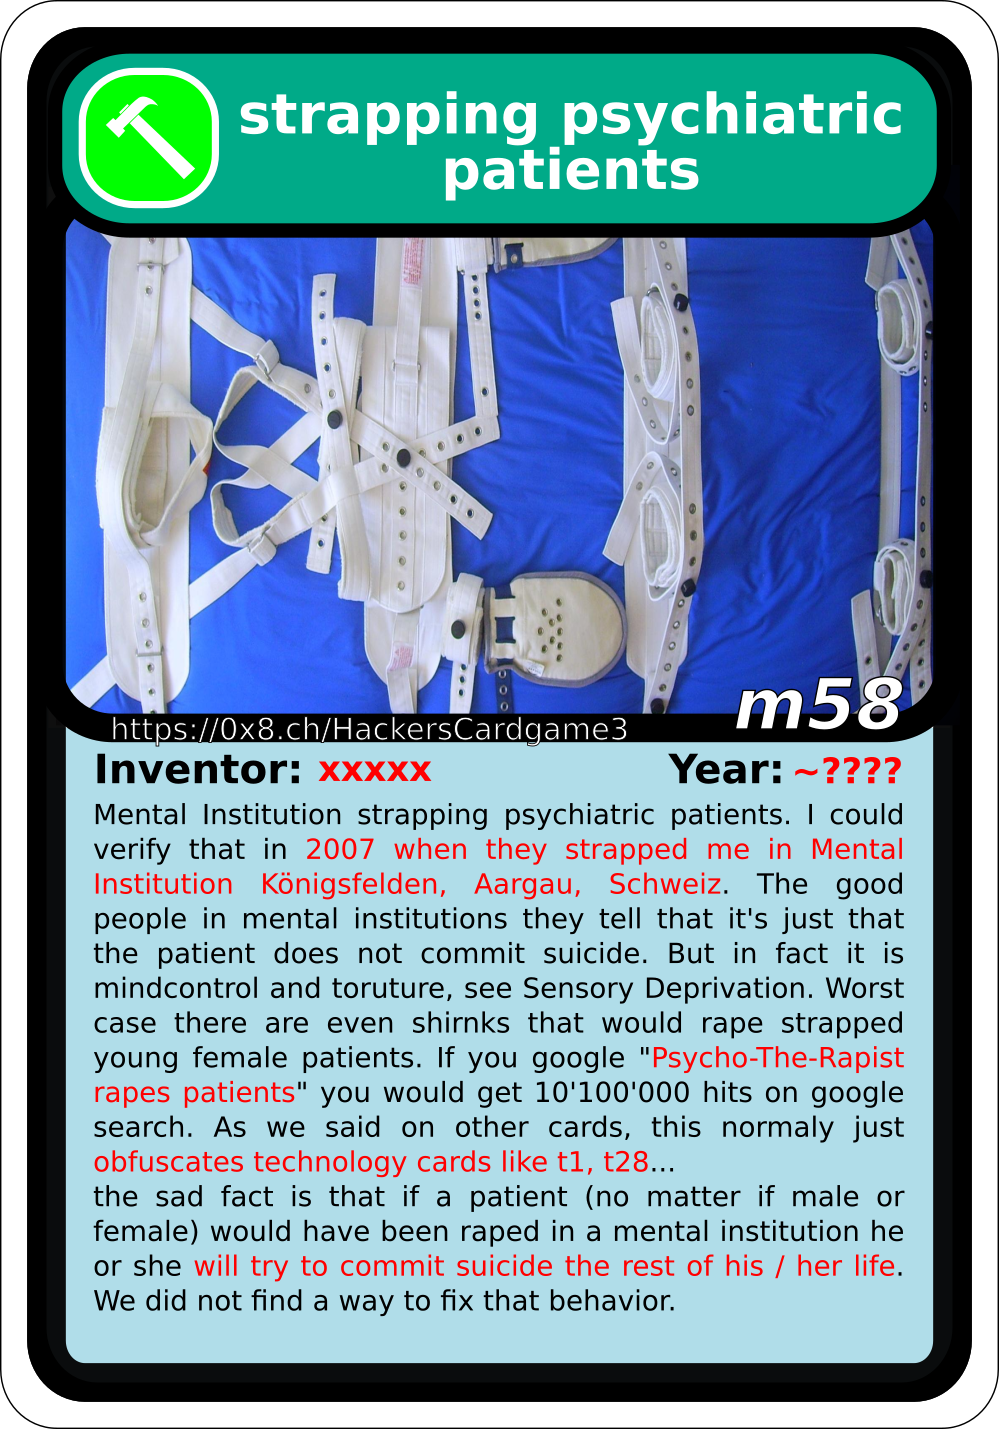 strapping psychiatric
patients
m58
https://0x8.ch/HackersCardgame3
Inventor: xxxxx Year: ~????
Mental Institution strapping psychiatric patients. I could
verify that in 2007 when they strapped me in Mental
Institution Königsfelden, Aargau, Schweiz. The good
people in mental institutions they tell that it's just that
the patient does not commit suicide. But in fact it is
mindcontrol and toruture, see Sensory Deprivation. Worst
case there are even shirnks that would rape strapped
young female patients. If you google "Psycho-The-Rapist
rapes patients" you would get 10'100'000 hits on google
search. As we said on other cards, this normaly just
obfuscates technology cards like t1, t28...
the sad fact is that if a patient (no matter if male or
female) would have been raped in a mental institution he
or she will try to commit suicide the rest of his / her life.
We did not find a way to fix that behavior.